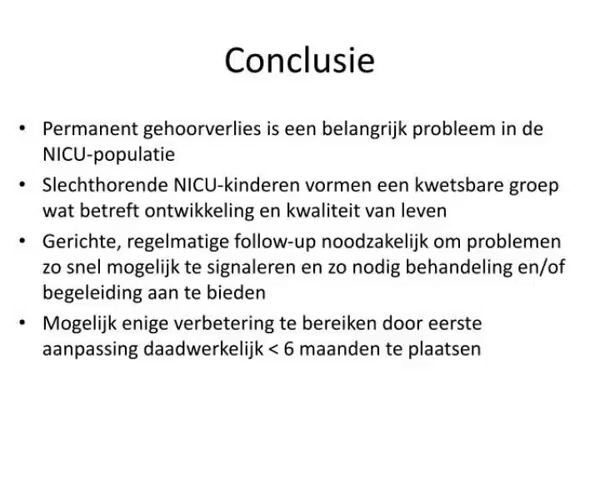 Conclusie
• Permanent gehoorverlies is een belangrijk probleem in de
NICU-populatie
• Slechthorende NICU-kinderen vormen een kwetsbare groep
wat betreft ontwikkeling en kwaliteit van leven
• Gerichte, regelmatige follow-up noodzakelijk om problemen
zo snel mogelijk te signaleren en zo nodig behandeling en/of
begeleiding aan te bieden
• Mogelijk enige verbetering te bereiken door eerste
aanpassing daadwerkelijk < 6 maanden te plaatsen